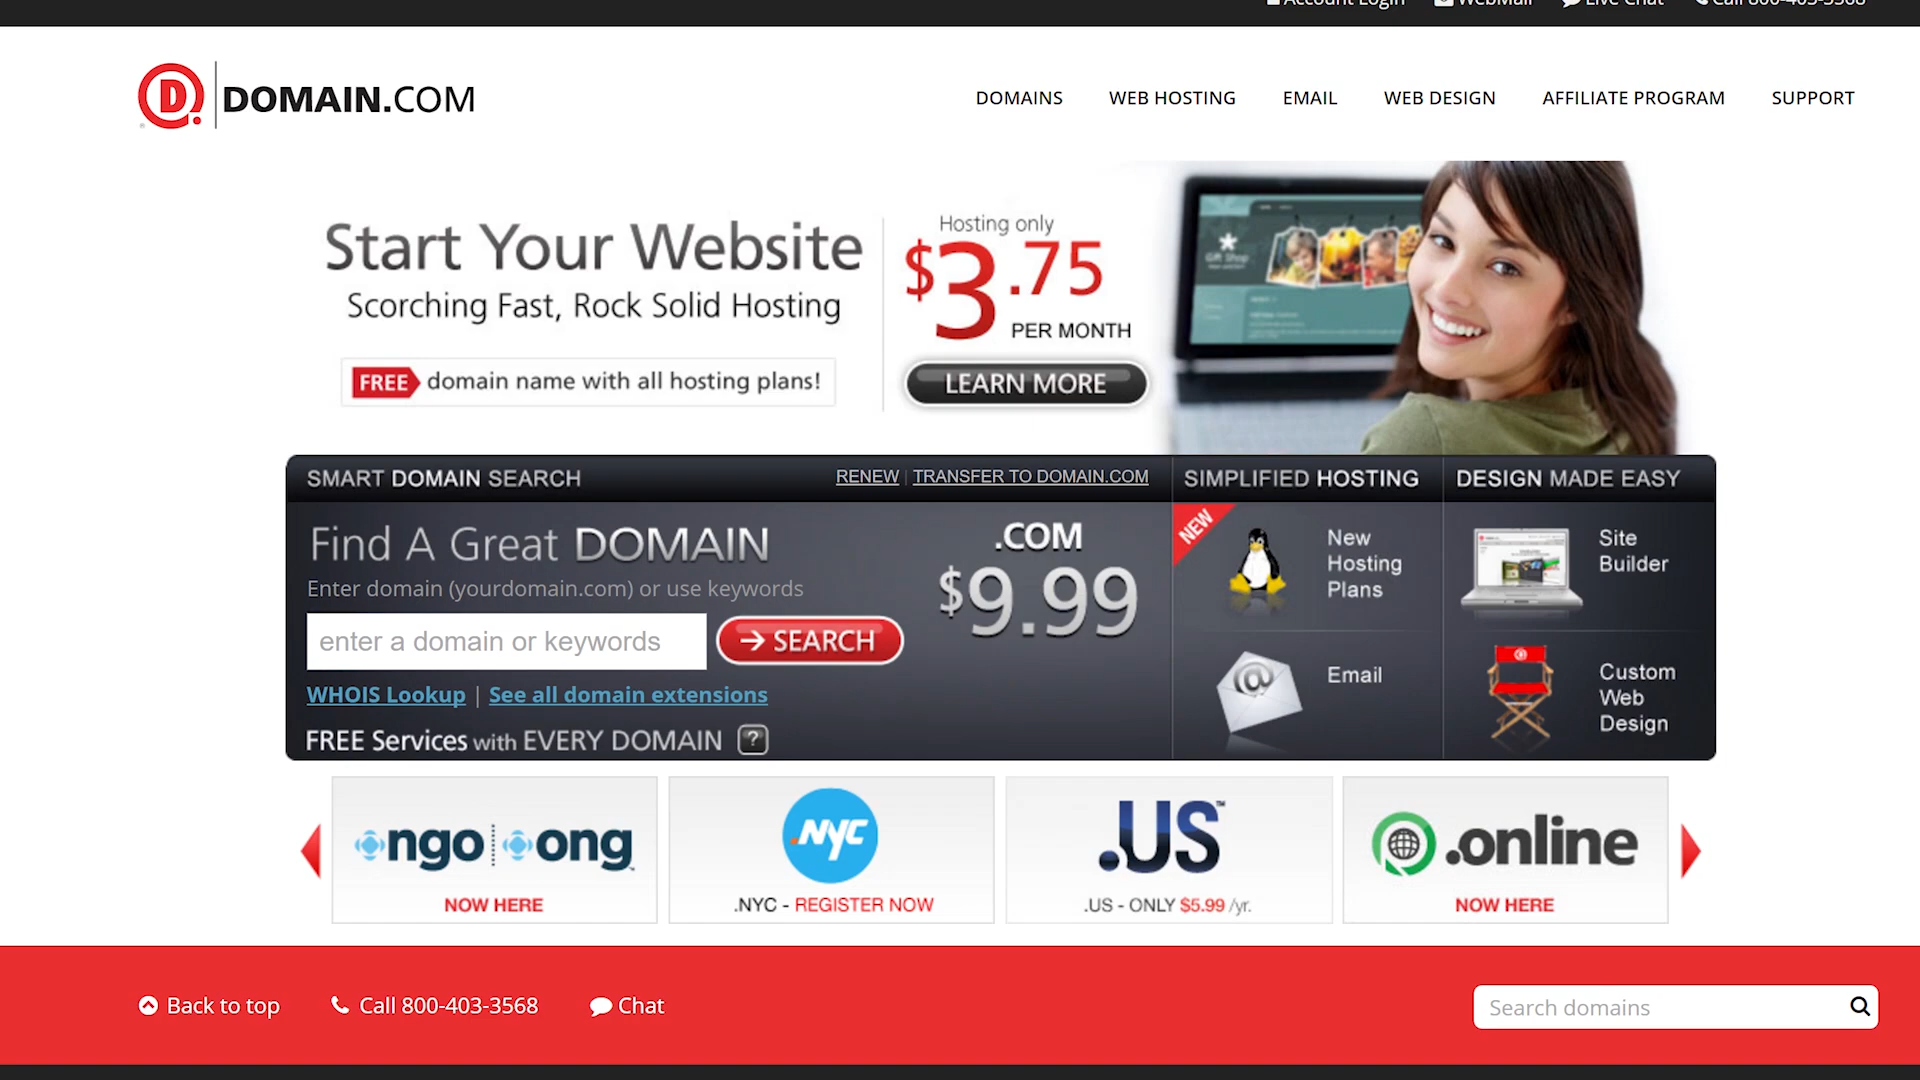 Account Login WebMail Live Chat Call 800-403-3568
DOMAIN.COM
DOMAINS WEB HOSTING EMAIL WEB DESIGN AFFILIATE PROGRAM SUPPORT
Start Your Website
Scorching Fast, Rock Solid Hosting
FREE domain name with all hosting plans!
Hosting only
$3.75
PER MONTH
LEARN MORE
Gift Shop
SMART DOMAIN SEARCH
RENEW | TRANSFER TO DOMAIN.COM
Find A Great DOMAIN
Enter domain (yourdomain.com) or use keywords
enter a domain or keywords
→ SEARCH
.COM
$9.99
WHOIS Lookup | See all domain extensions
FREE Services with EVERY DOMAIN ?
SIMPLIFIED HOSTING
NEW
New
Hosting
Plans
Email
DESIGN MADE EASY
Site
Builder
Custom
Web
Design
ngo ong
NOW HERE
.NYC
.NYC - REGISTER NOW
.US™
.US - ONLY $5.99 /yr.
.online
NOW HERE
Back to top Call 800-403-3568 Chat
Search domains